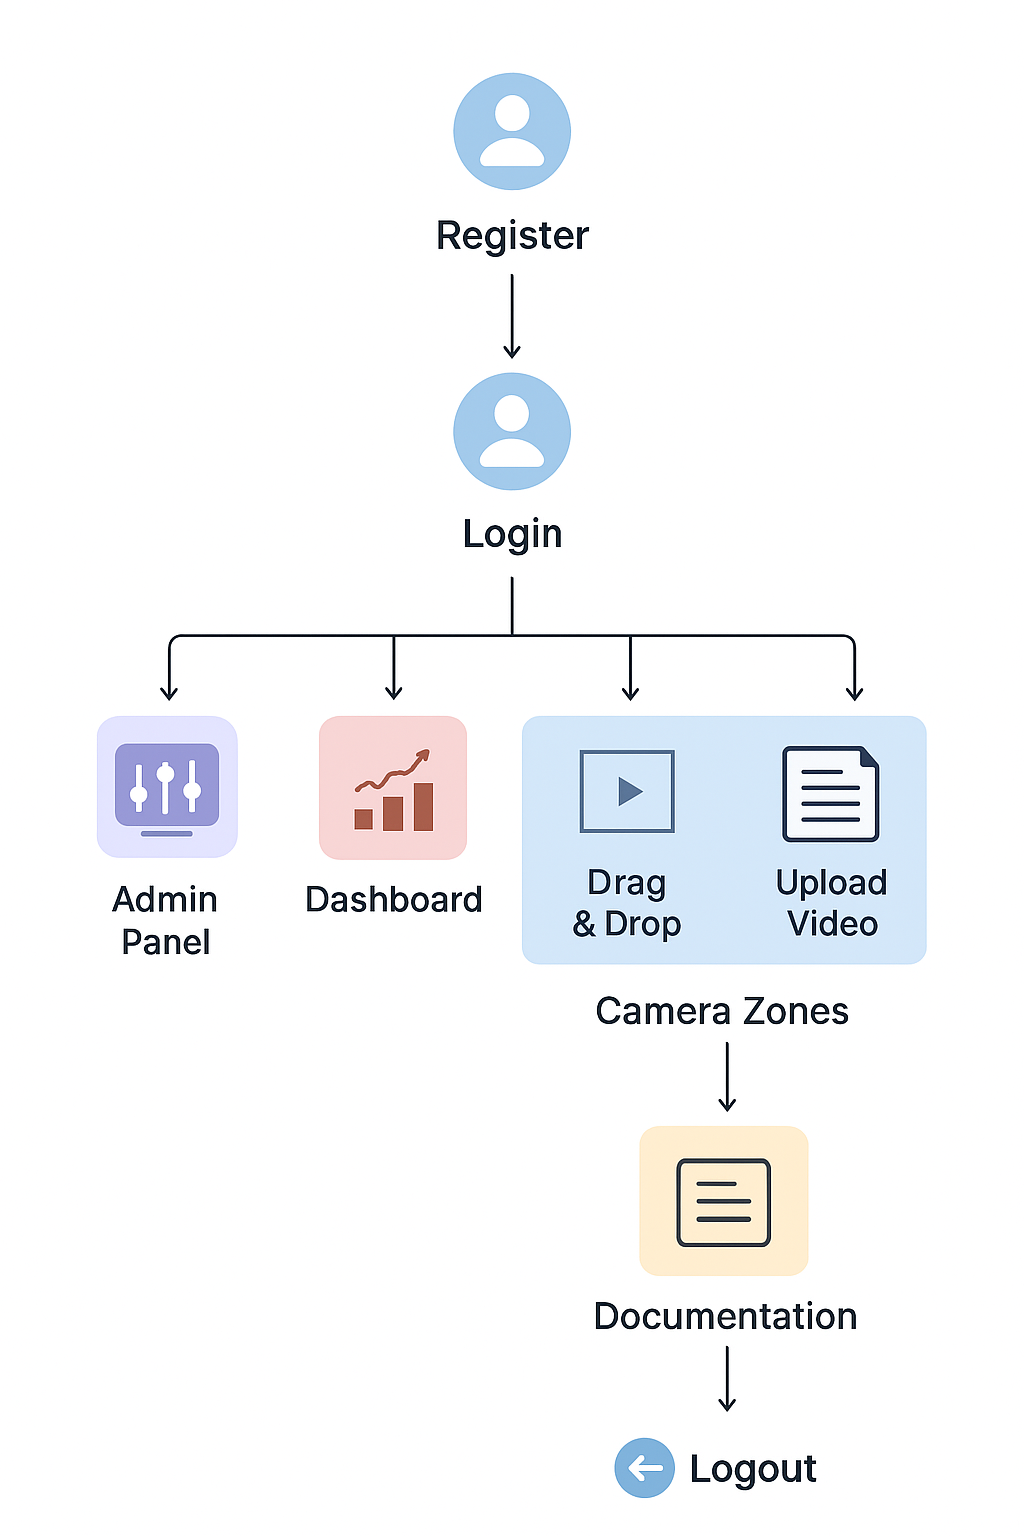 Register
Login
Admin
Panel
Dashboard
Drag
& Drop
Upload
Video
Camera Zones
Documentation
Logout